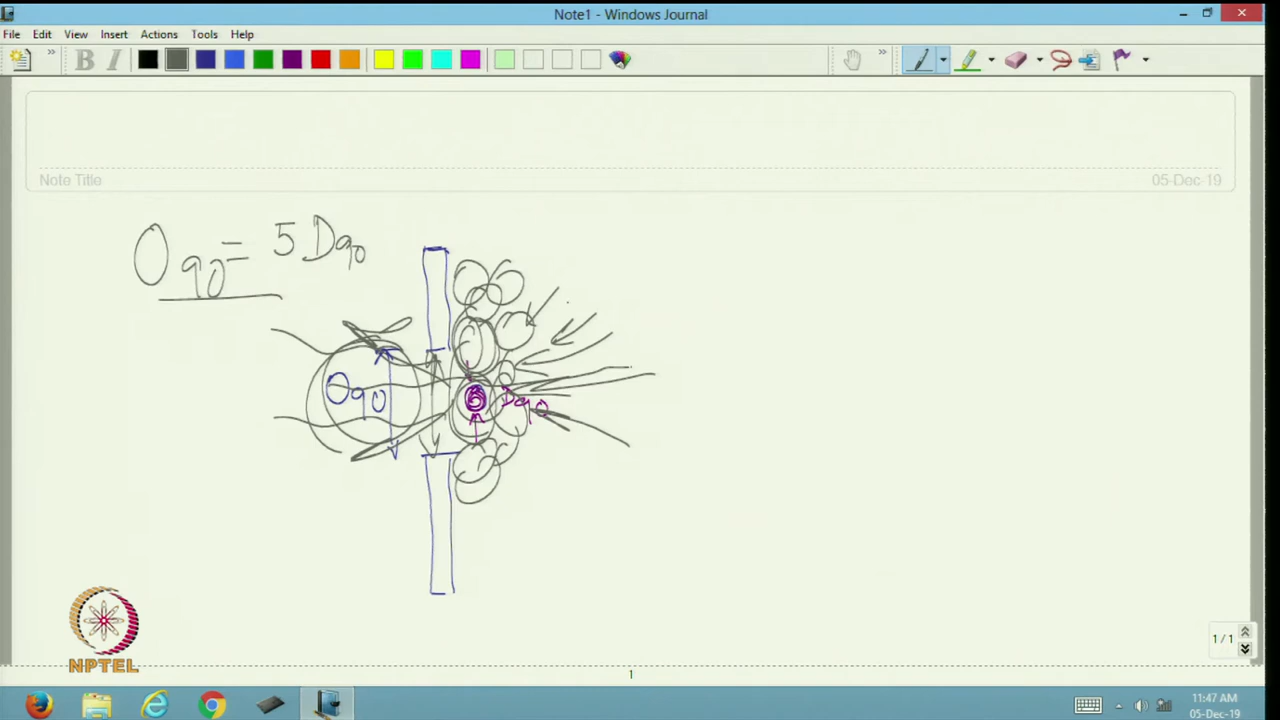 Note1 - Windows Journal
File Edit View Insert Actions Tools Help
B I
Note Title
05-Dec-19
O90 = 5 D90
O90
D90
NPTEL
1 / 1
1
11:47 AM
05-Dec-19